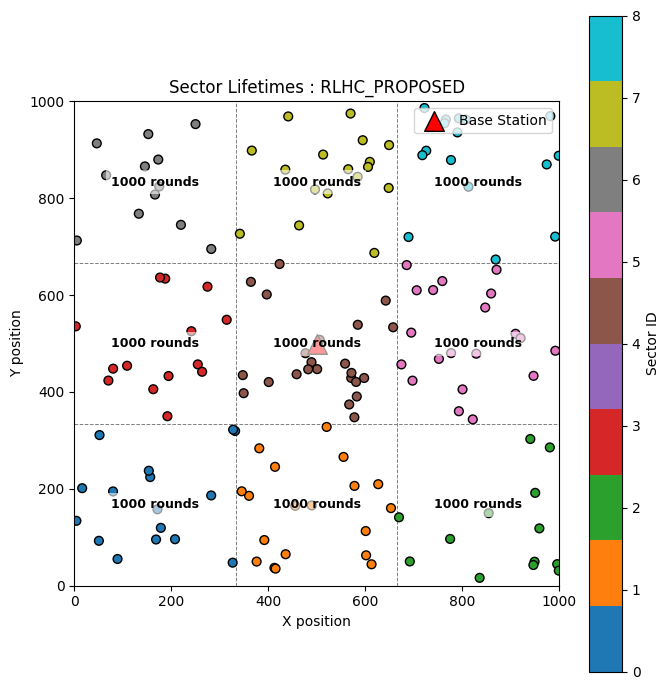 Sector Lifetimes : RLHC_PROPOSED
Base Station
1000 rounds 1000 rounds 1000 rounds
1000 rounds 1000 rounds 1000 rounds
1000 rounds 1000 rounds 1000 rounds
1000
800
600
400
200
0
Y position
0 200 400 600 800 1000
X position
8
7
6
5
4
3
2
1
0
Sector ID